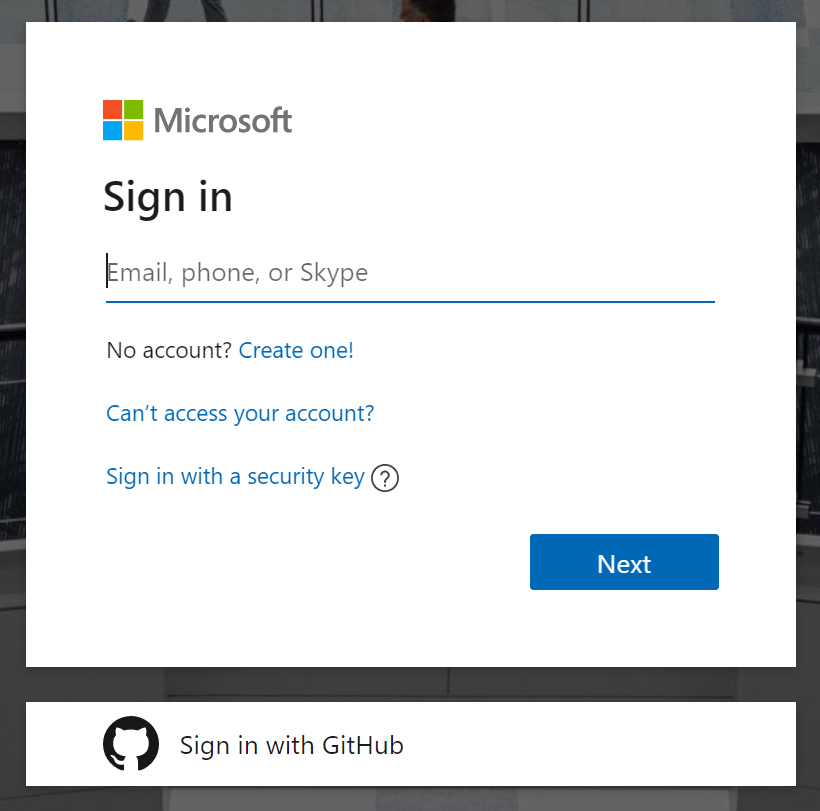 Microsoft
Sign in
Email, phone, or Skype
No account? Create one!
Can’t access your account?
Sign in with a security key ?
Next
Sign in with GitHub